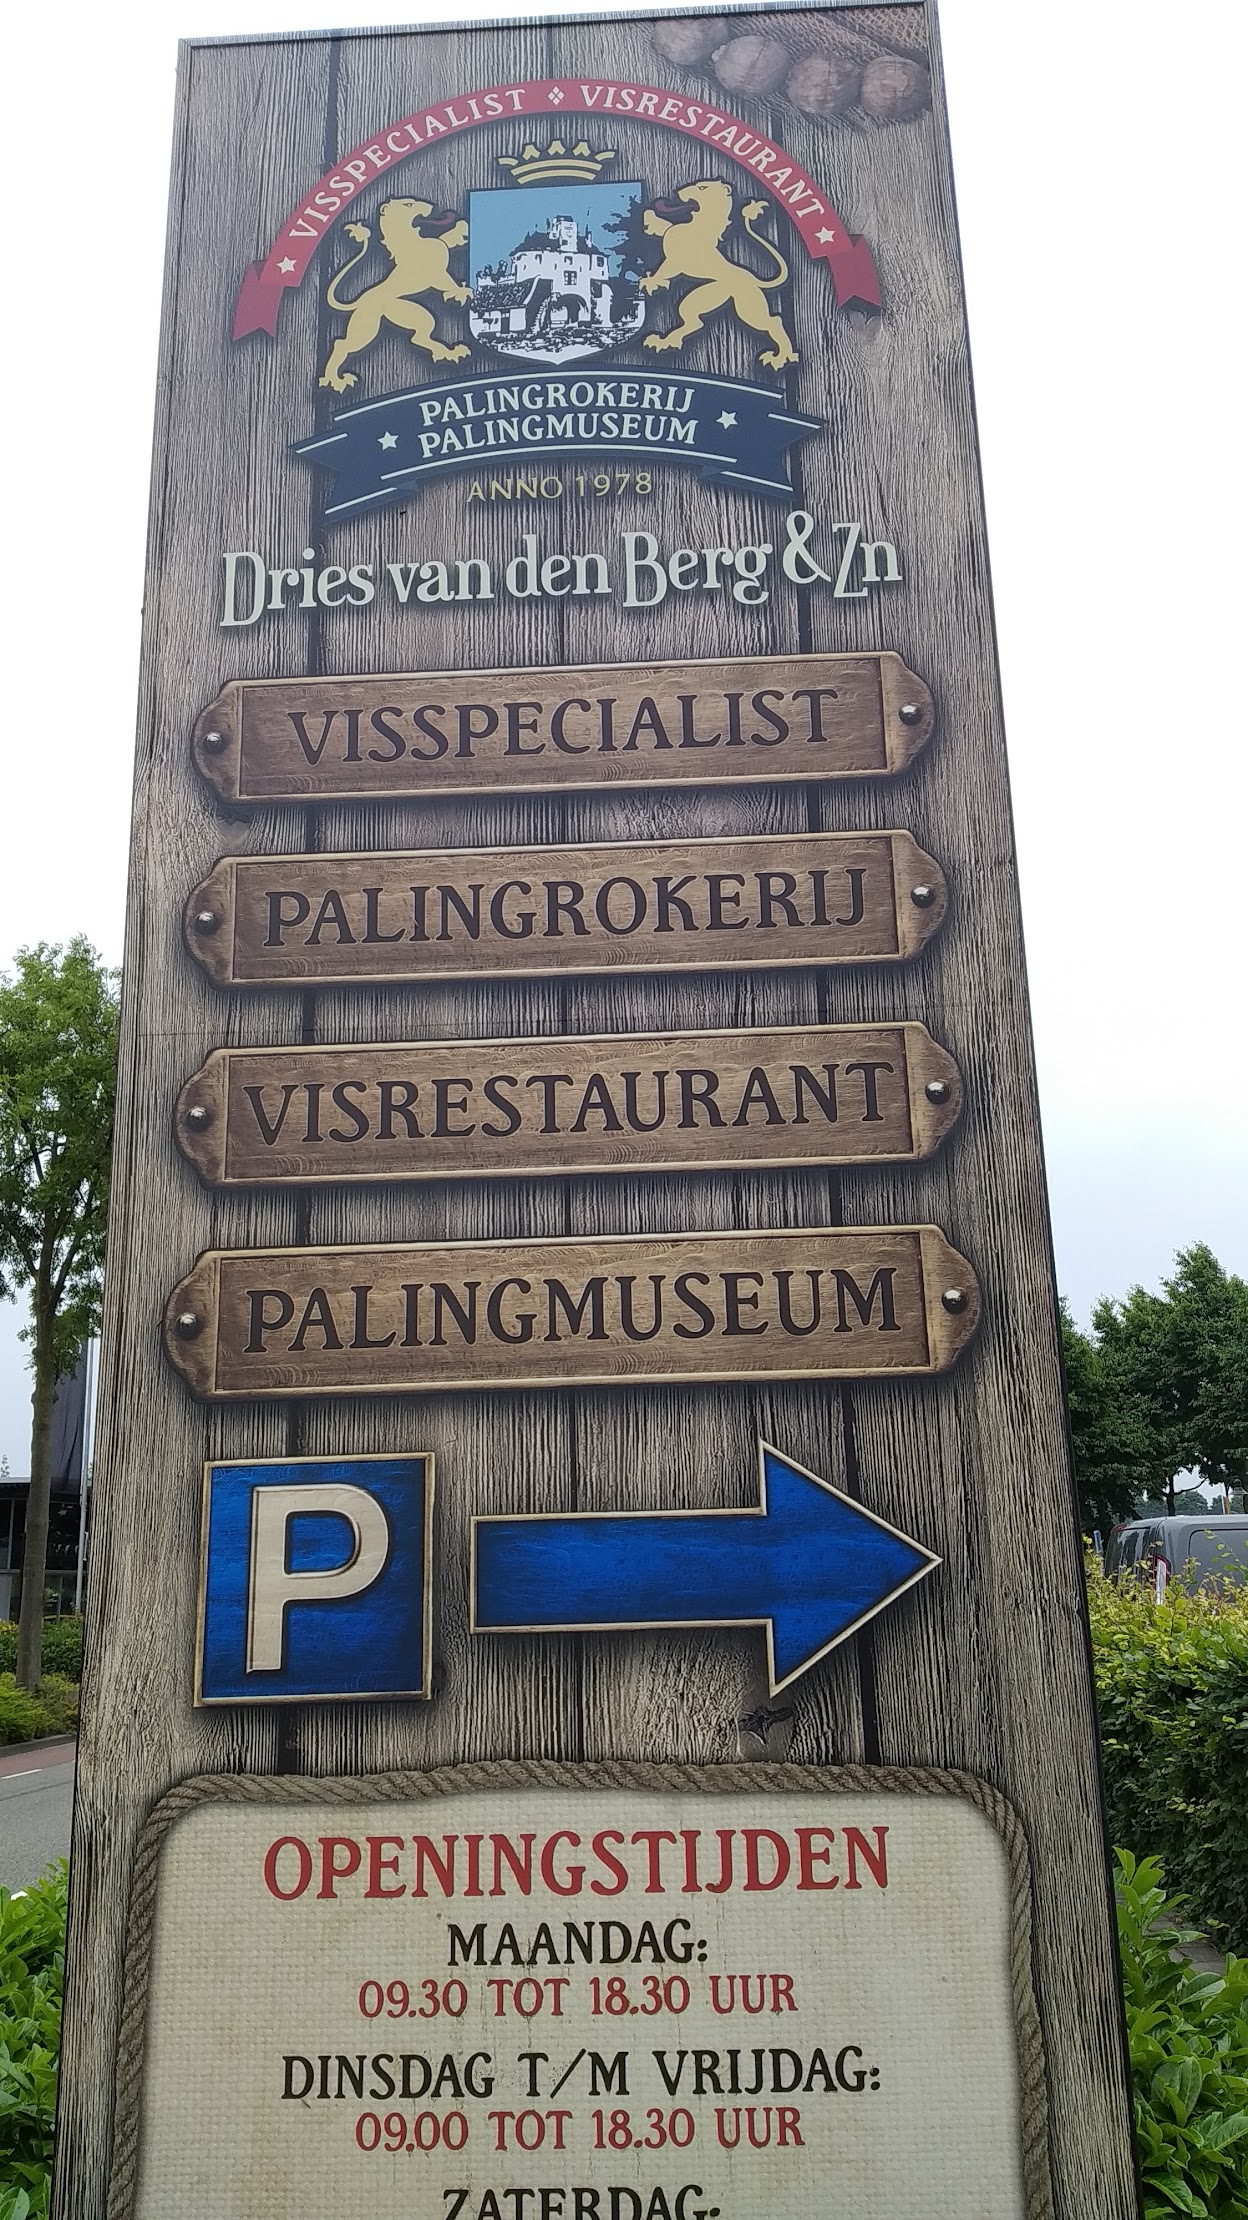 VISSPECIALIST ❖ VISRESTAURANT
PALINGROKERIJ
PALINGMUSEUM
ANNO 1978
Dries van den Berg & Zn
VISSPECIALIST
PALINGROKERIJ
VISRESTAURANT
PALINGMUSEUM
P
OPENINGSTIJDEN
MAANDAG:
09.30 TOT 18.30 UUR
DINSDAG T/M VRIJDAG:
09.00 TOT 18.30 UUR
ZATERDAG: